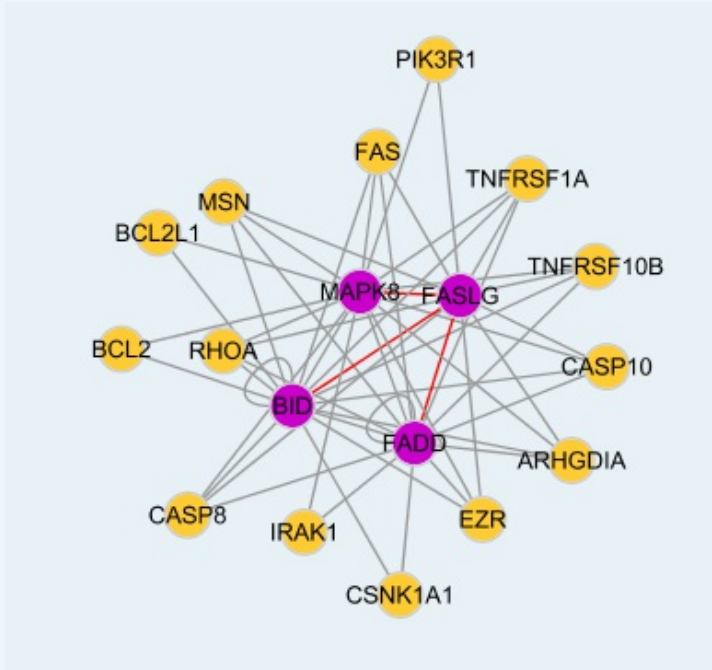 PIK3R1
FAS
TNFRSF1A
MSN
BCL2L1
TNFRSF10B
MAPK8
FASLG
BCL2
RHOA
CASP10
BID
FADD
ARHGDIA
CASP8
IRAK1
EZR
CSNK1A1